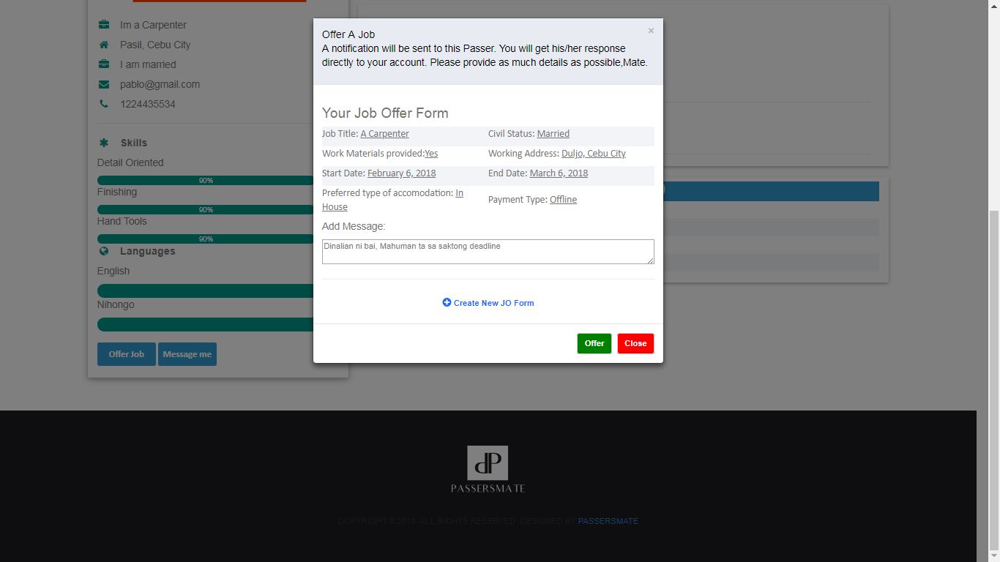 Im a Carpenter
Pasil, Cebu City
I am married
pablo@gmail.com
1224435534
Skills
Detail Oriented
90%
Finishing
90%
Hand Tools
90%
Languages
English
Nihongo
Offer Job
Message me
Offer A Job
×
A notification will be sent to this Passer. You will get his/her response
directly to your account. Please provide as much details as possible,Mate.
Your Job Offer Form
Job Title: A Carpenter
Civil Status: Married
Work Materials provided:Yes
Working Address: Duljo, Cebu City
Start Date: February 6, 2018
End Date: March 6, 2018
Preferred type of accomodation: In
House
Payment Type: Offline
Add Message:
Dinalian ni bai, Mahuman ta sa saktong deadline
Create New JO Form
Offer
Close
dP
PASSERSMATE
COPYRIGHT © 2018. ALL RIGHTS RESERVED. DESIGNED BY PASSERSMATE